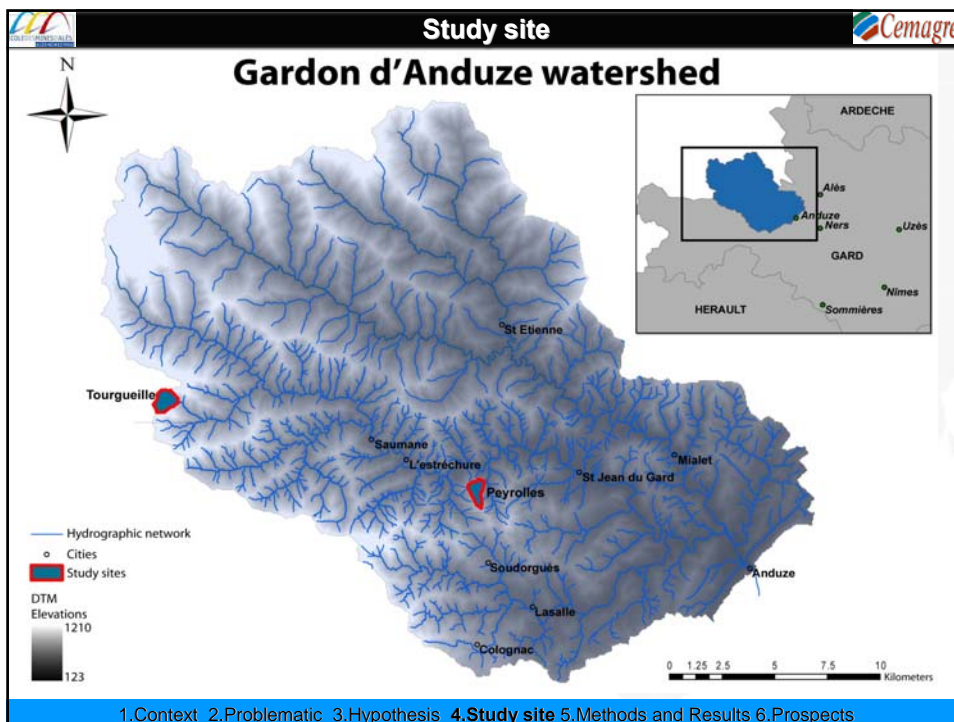 Study site
Cemagref
N
Gardon d'Anduze watershed
ARDECHE
Alès
Anduze
Ners
Uzès
GARD
Nîmes
HERAULT
Sommières
St Etienne
Tourgueille
Saumane
L'estréchure
Mialet
St Jean du Gard
Peyrolles
Hydrographic network
Cities
Study sites
Soudorgues
Anduze
DTM
Elevations
1210
123
Lasalle
Colognac
0 1.25 2.5 5 7.5 10
Kilometers
1.Context 2.Problematic 3.Hypothesis 4.Study site 5.Methods and Results 6.Prospects